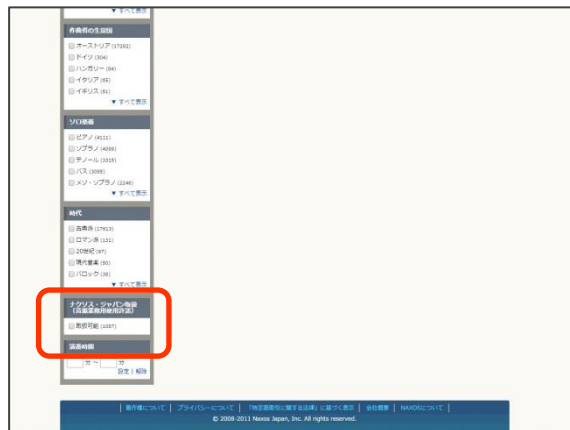 ▼ すべて表示
作曲者の生誕国
オーストリア (17202)
ドイツ (304)
ハンガリー (84)
イタリア (65)
イギリス (61)
▼ すべて表示
ソロ楽器
ピアノ (4211)
ソプラノ (4096)
テノール (3315)
バス (3085)
メゾ・ソプラノ (2246)
▼ すべて表示
時代
古典派 (17613)
ロマン派 (131)
20世紀 (97)
現代音楽 (50)
バロック (38)
▼ すべて表示
ナクソス・ジャパン取扱
(音源業務用使用許諾)
取扱可能 (1087)
演奏時間
分 ～ 分
設定 | 解除
| 著作権について | プライバシーについて | 「特定商取引に関する法律」に基づく表示 | 会社概要 | NAXOSについて |
© 2008-2011 Naxos Japan, Inc. All rights reserved.